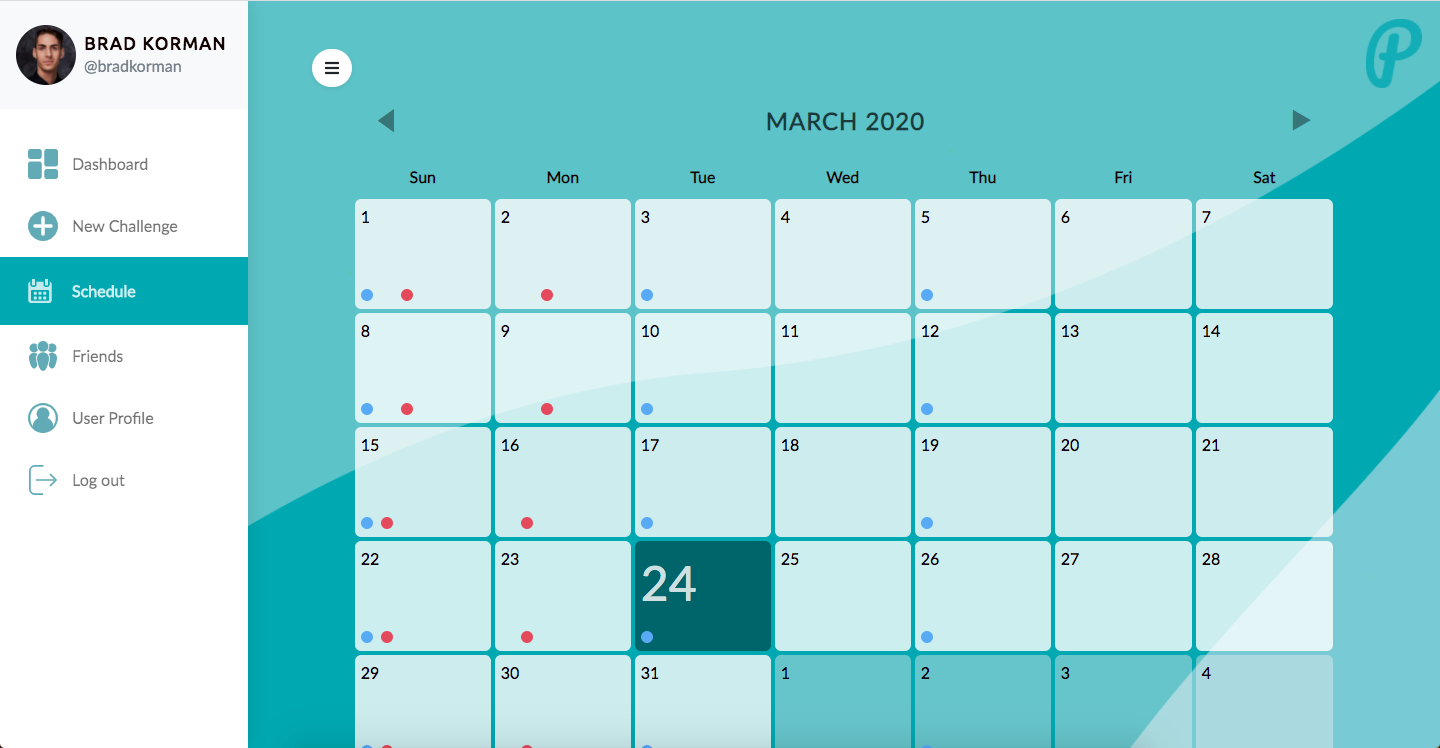 BRAD KORMAN
@bradkorman
Dashboard
New Challenge
Schedule
Friends
User Profile
Log out
P
MARCH 2020
Sun Mon Tue Wed Thu Fri Sat
1 2 3 4 5 6 7
8 9 10 11 12 13 14
15 16 17 18 19 20 21
22 23 24 25 26 27 28
29 30 31 1 2 3 4